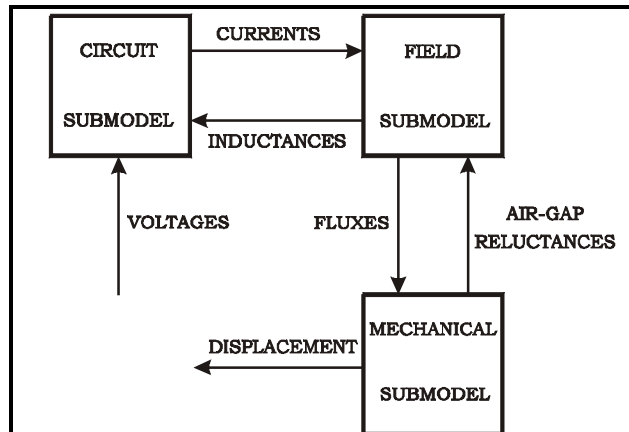 CIRCUIT
SUBMODEL
CURRENTS
INDUCTANCES
FIELD
SUBMODEL
VOLTAGES
FLUXES
AIR-GAP
RELUCTANCES
DISPLACEMENT
MECHANICAL
SUBMODEL